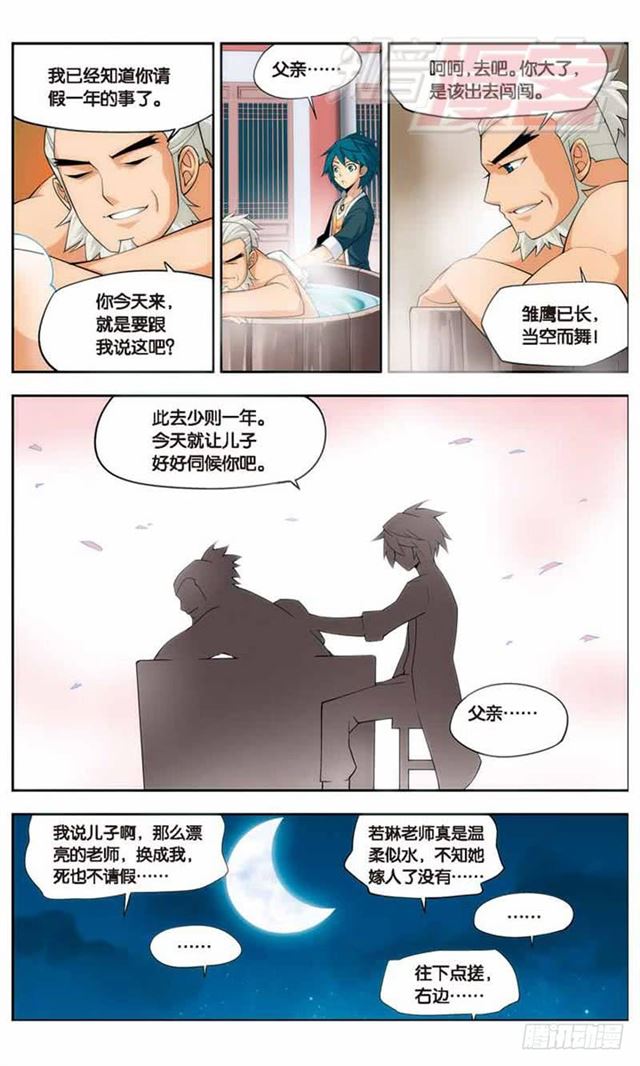 我已经知道你请
假一年的事了。
你今天来，
就是要跟
我说这吧？
父亲……
呵呵，去吧。你大了，
是该出去闯闯。
雏鹰已长，
当空而舞！
此去少则一年。
今天就让儿子
好好伺候你吧。
父亲……
我说儿子啊，那么漂
亮的老师，换成我，
死也不请假……
……
若琳老师真是温
柔似水，不知她
嫁人了没有……
……
往下点搓，
右边……
腾讯动漫